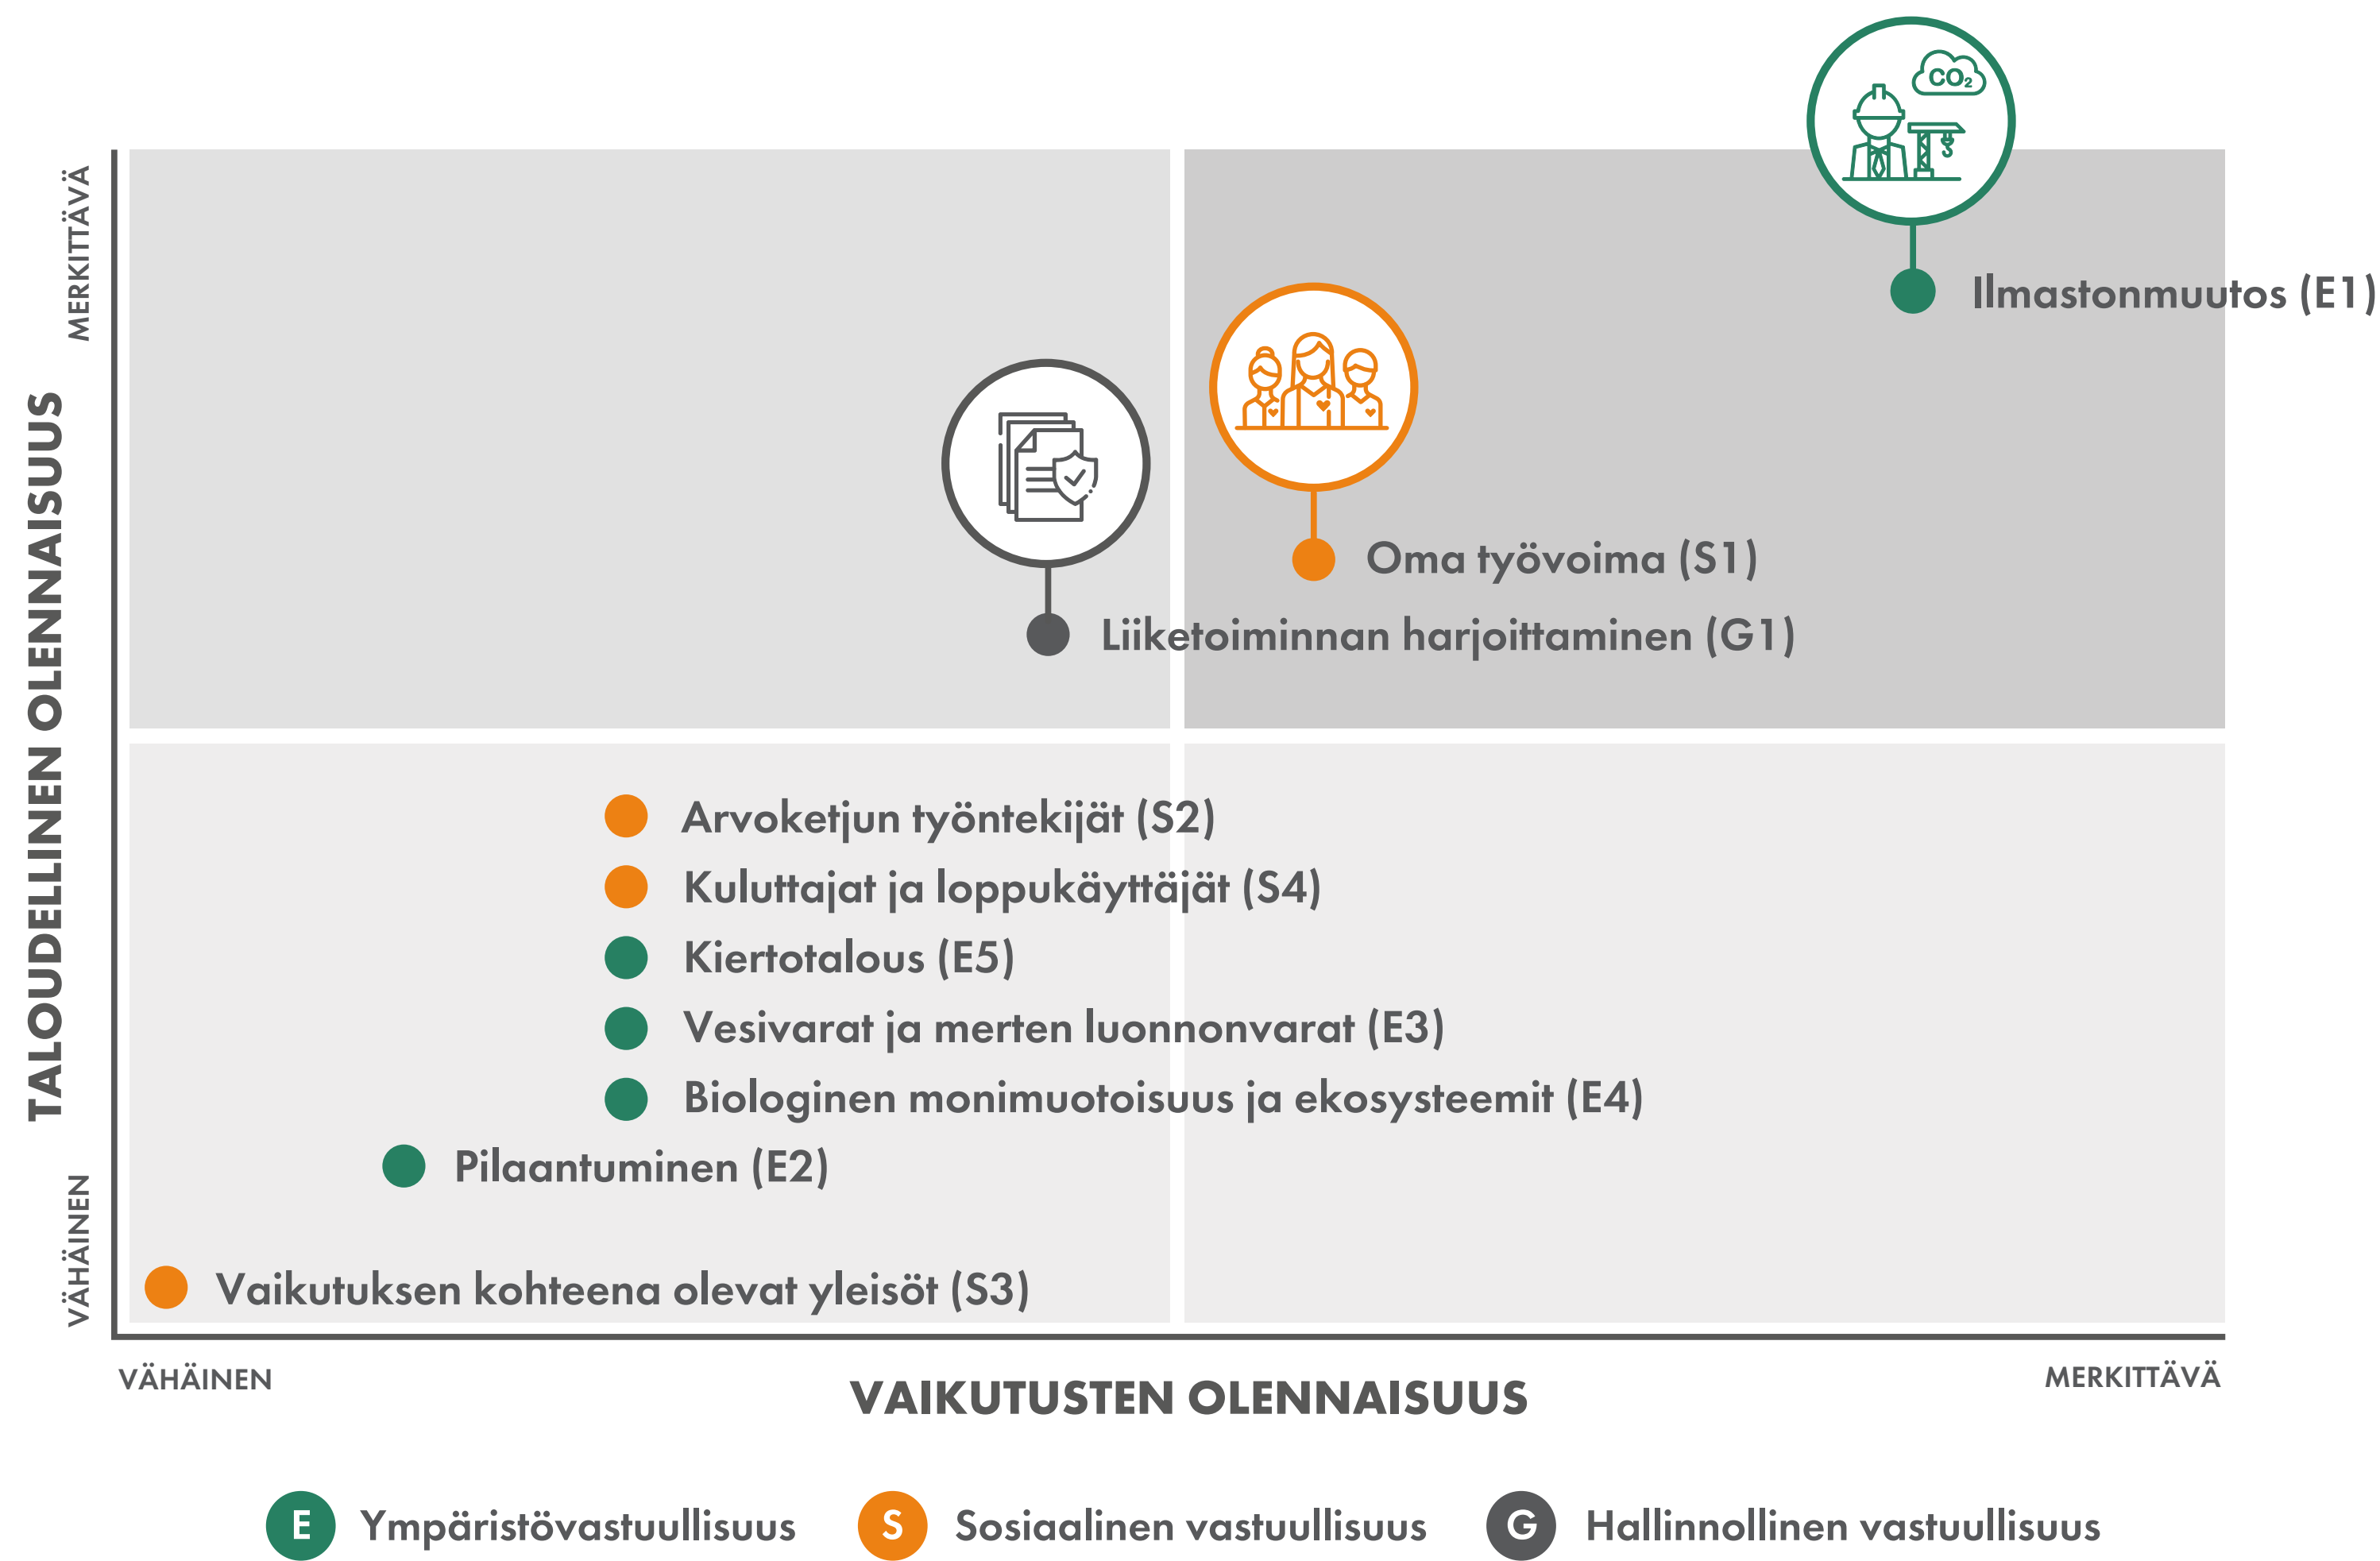 CO2
MERKITTÄVÄ
TALOUDELLINEN OLENNAISUUS
VÄHÄINEN
Ilmastonmuutos (E1)
Oma työvoima (S1)
Liiketoiminnan harjoittaminen (G1)
Arvoketjun työntekijät (S2)
Kuluttajat ja loppukäyttäjät (S4)
Kiertotalous (E5)
Vesivarat ja merten luonnonvarat (E3)
Biologinen monimuotoisuus ja ekosysteemit (E4)
Pilaantuminen (E2)
Vaikutuksen kohteena olevat yleisöt (S3)
VÄHÄINEN
VAIKUTUSTEN OLENNAISUUS
MERKITTÄVÄ
E Ympäristövastuullisuus
S Sosiaalinen vastuullisuus
G Hallinnollinen vastuullisuus